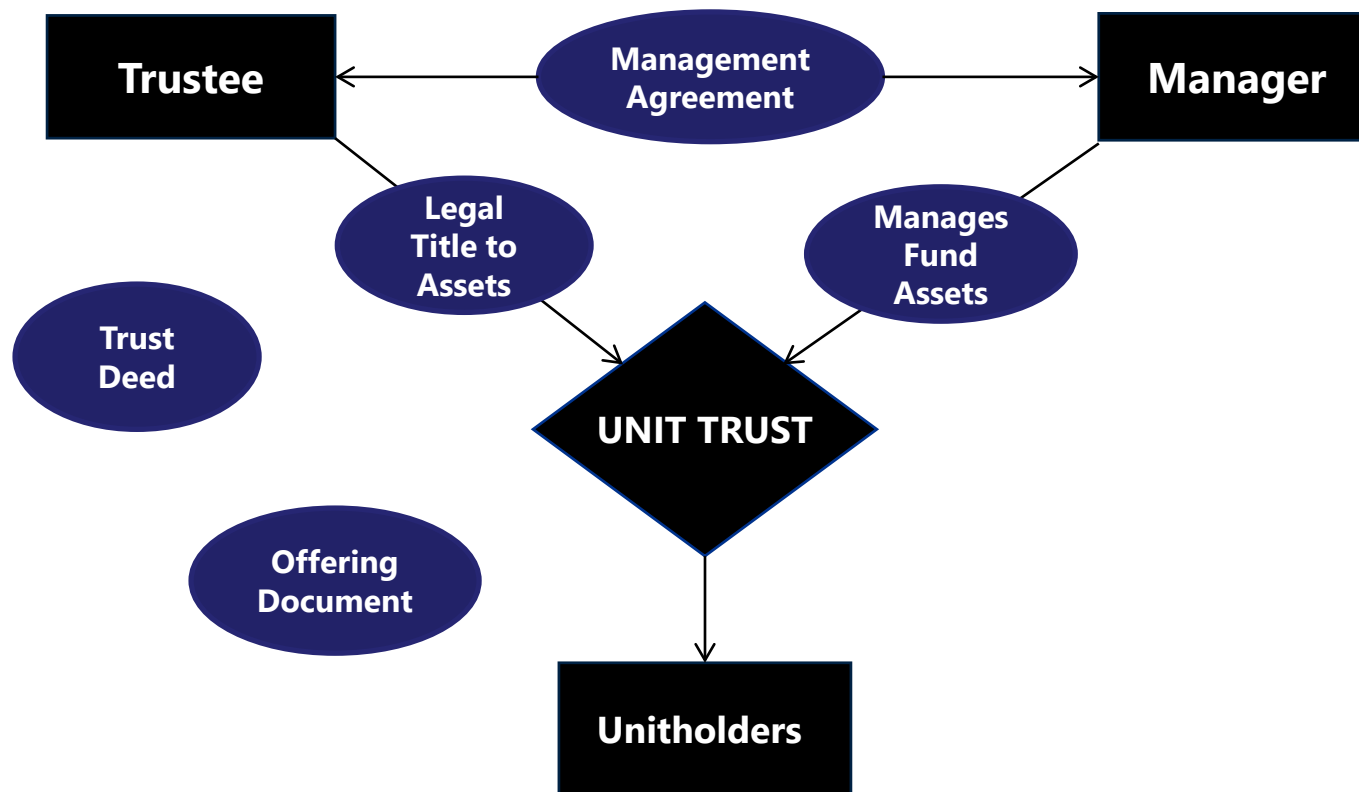 Trustee
Management
Agreement
Manager
Legal
Title to
Assets
Manages
Fund
Assets
Trust
Deed
UNIT TRUST
Offering
Document
Unitholders